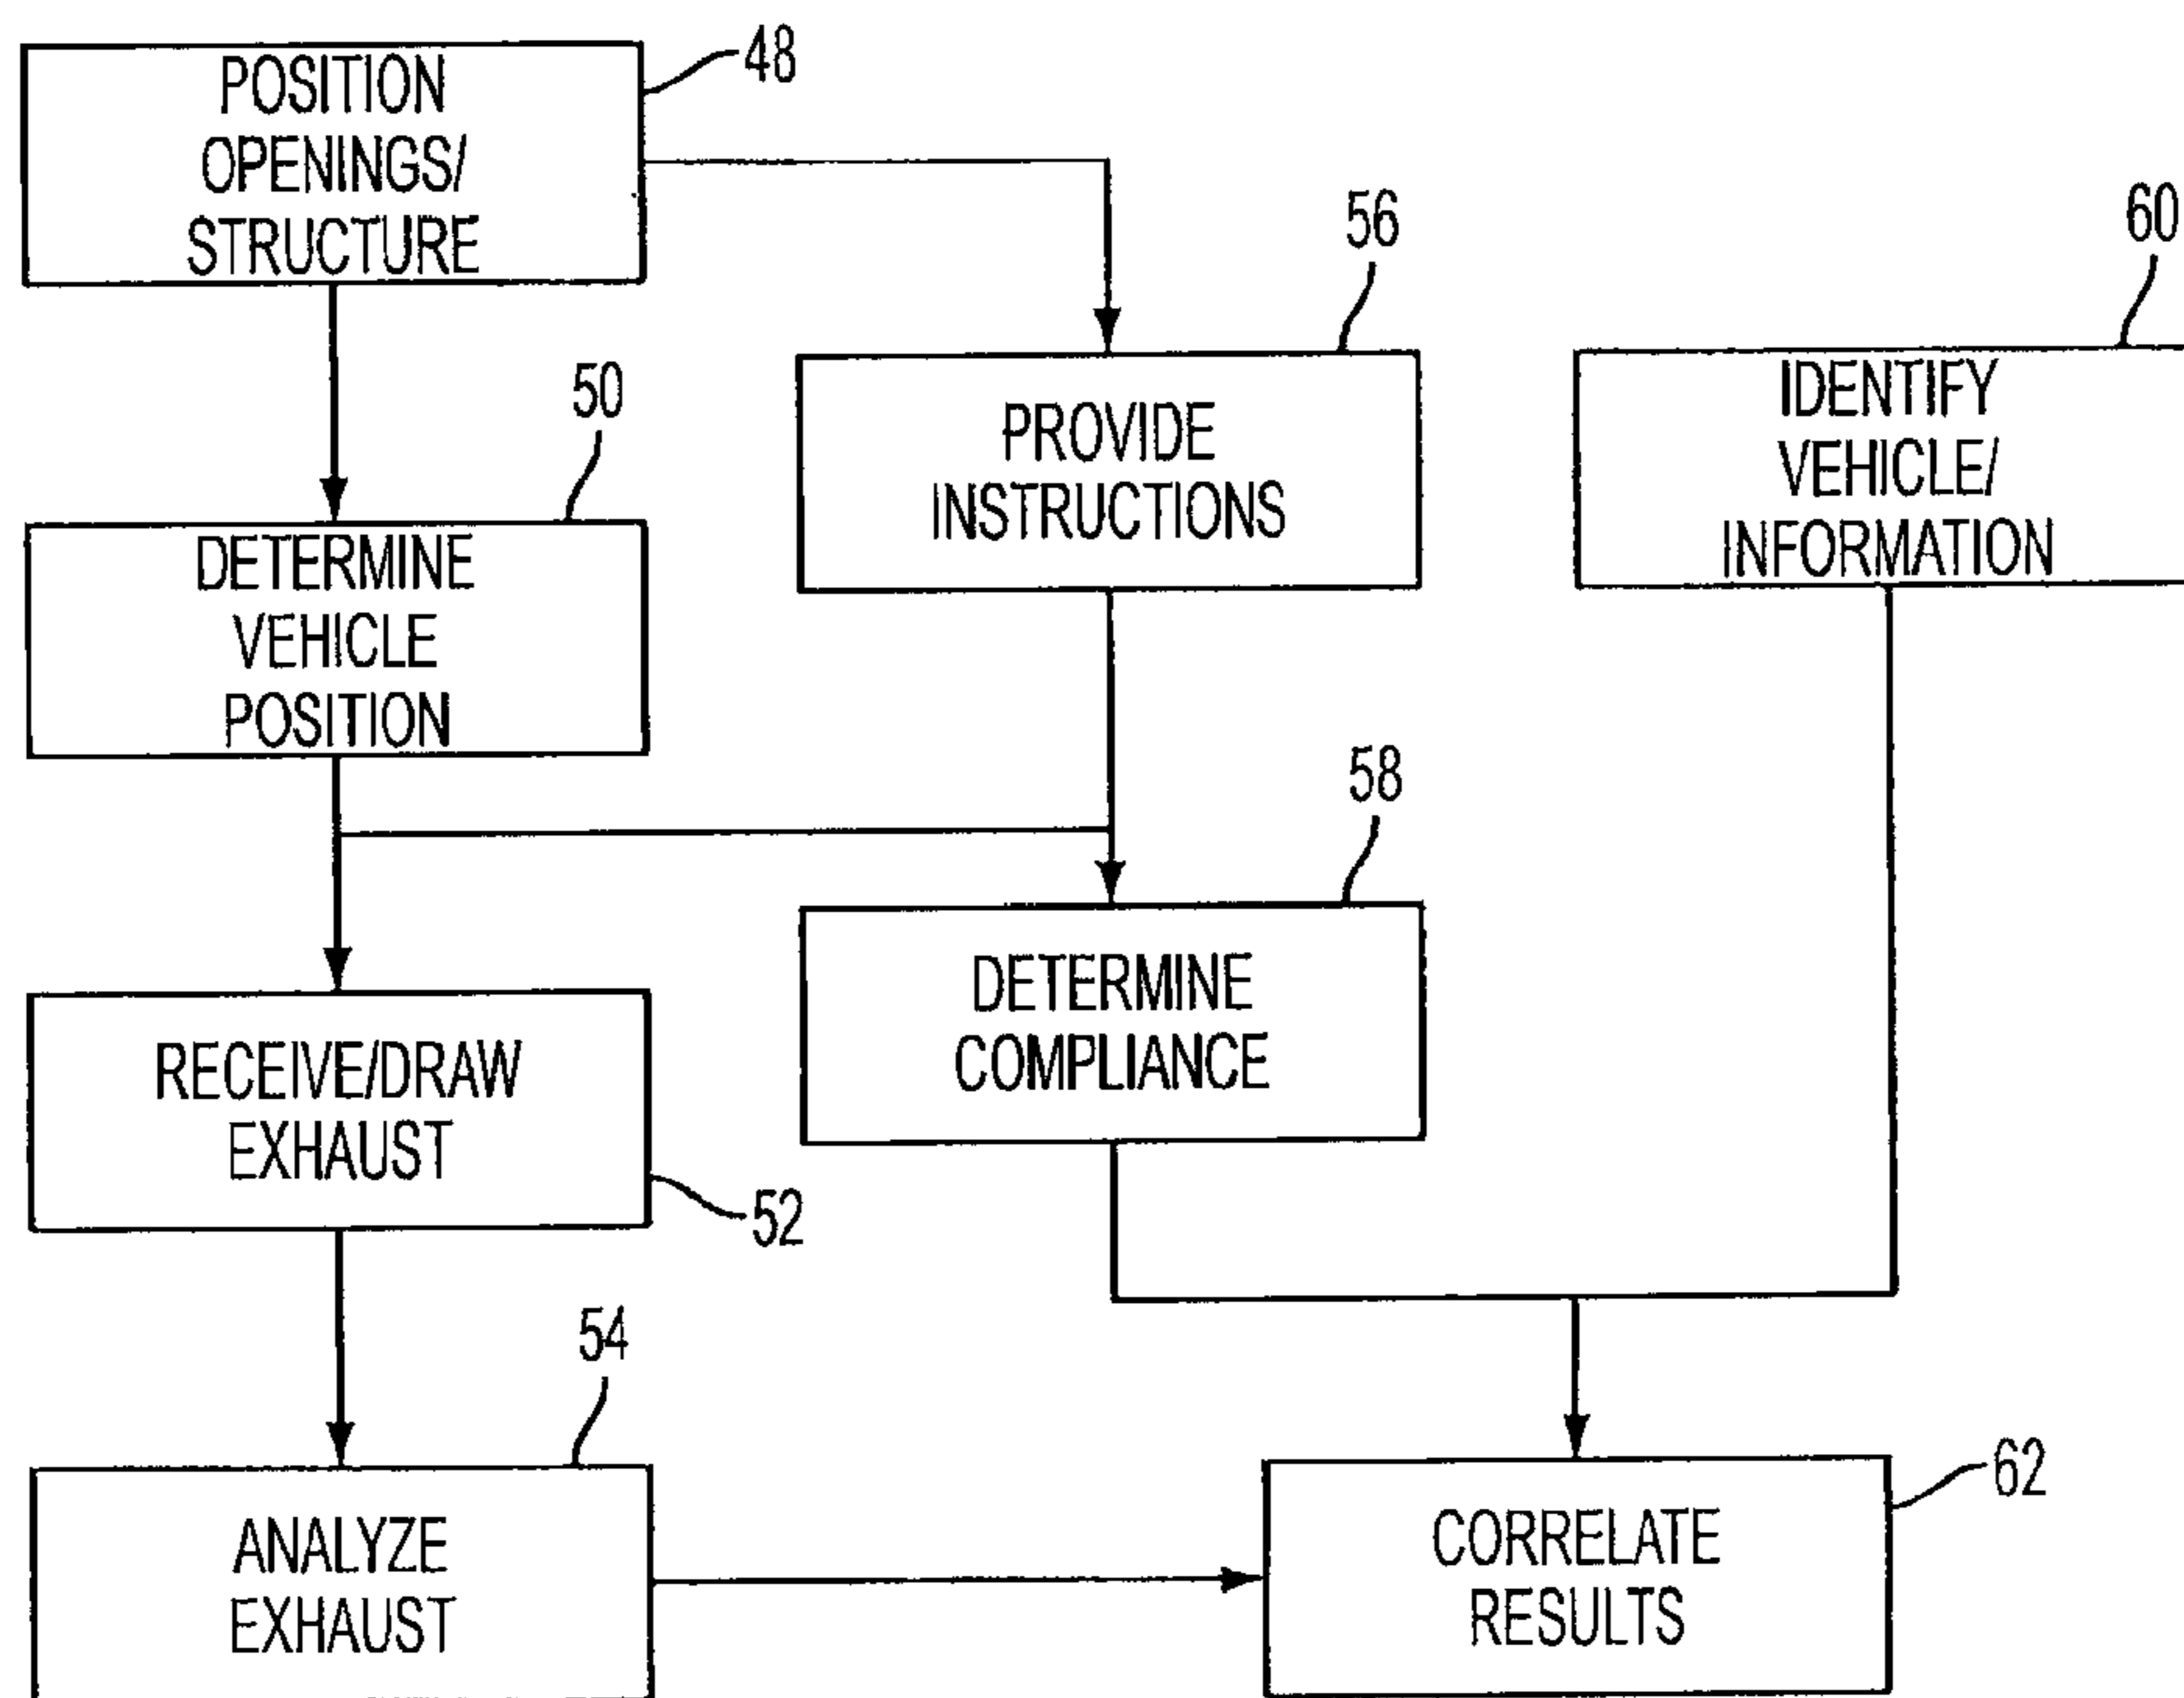 48
POSITION
OPENINGS/
STRUCTURE
56
60
50
PROVIDE
INSTRUCTIONS
IDENTIFY
VEHICLE/
INFORMATION
DETERMINE
VEHICLE
POSITION
58
DETERMINE
COMPLIANCE
RECEIVE/DRAW
EXHAUST
52
54
62
ANALYZE
EXHAUST
CORRELATE
RESULTS